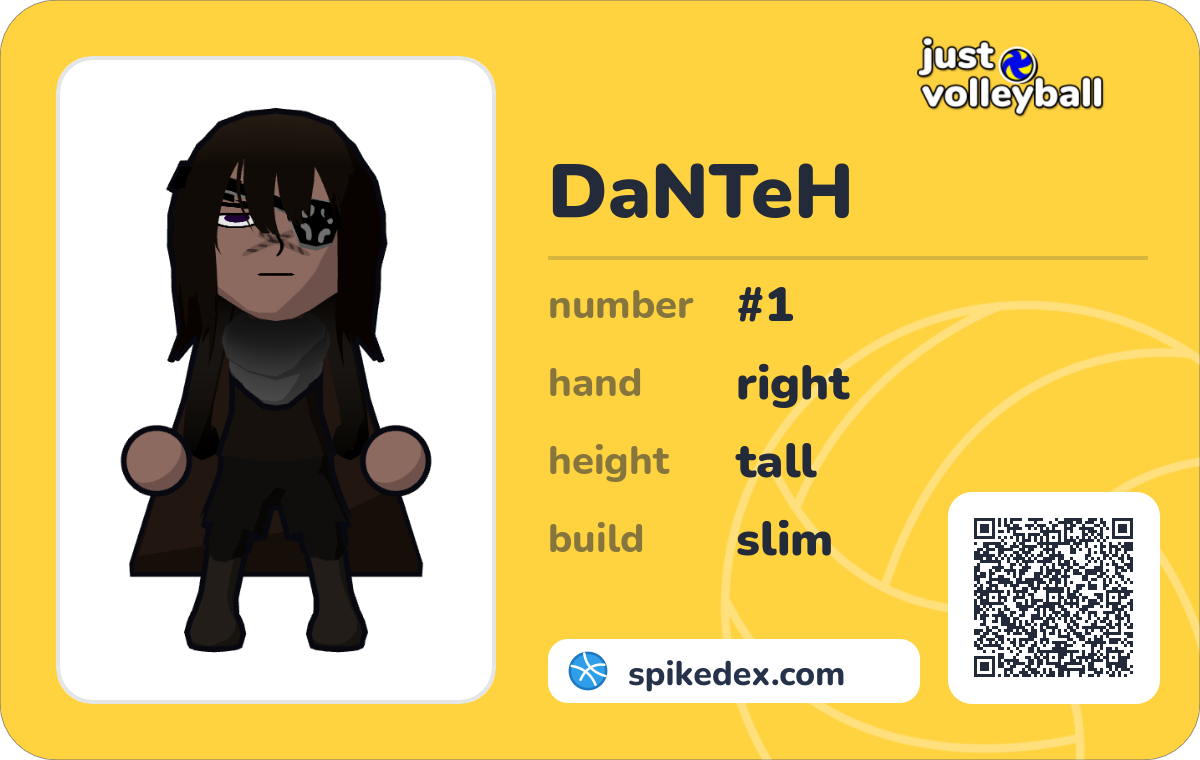 just
volleyball
DaNTeH
number #1
hand right
height tall
build slim
spikedex.com